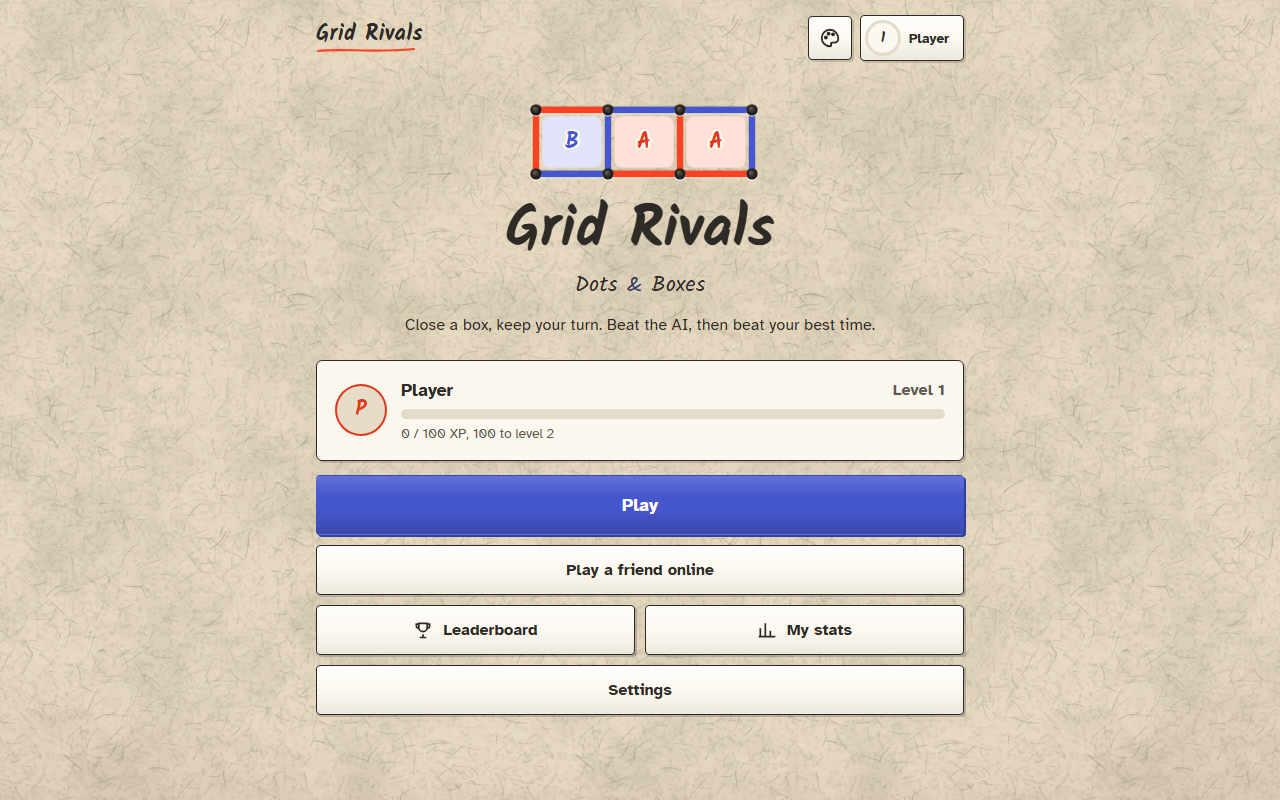 Grid Rivals
1 Player
B A A
Grid Rivals
Dots & Boxes
Close a box, keep your turn. Beat the AI, then beat your best time.
P
Player
Level 1
0 / 100 XP, 100 to level 2
Play
Play a friend online
Leaderboard
My stats
Settings